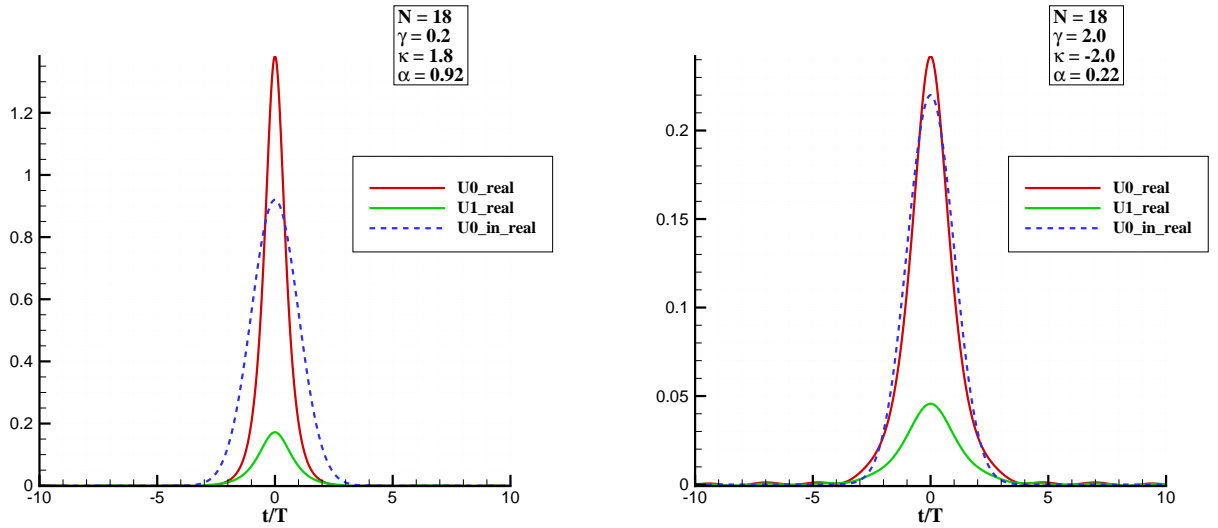 N = 18
γ = 0.2
κ = 1.8
α = 0.92
1.2
1
0.8
0.6
0.4
0.2
0
-10
-5
0
5
10
t/T
U0_real
U1_real
U0_in_real
N = 18
γ = 2.0
κ = -2.0
α = 0.22
0.2
0.15
0.1
0.05
0
-10
-5
0
5
10
t/T
U0_real
U1_real
U0_in_real